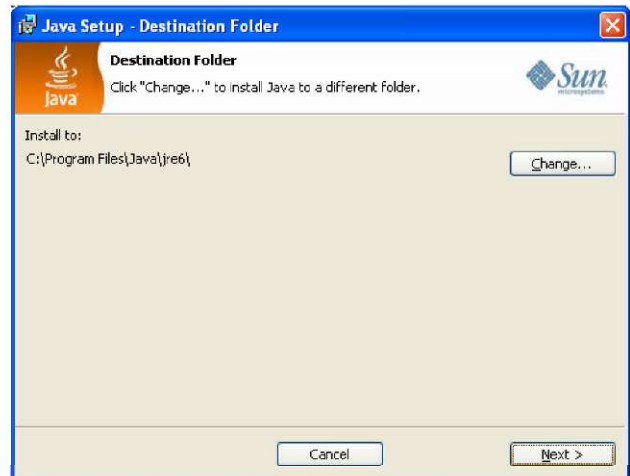 Java Setup - Destination Folder
Java
Destination Folder
Click "Change..." to install Java to a different folder.
Sun
microsystems
Install to:
C:\Program Files\Java\jre6\
Change...
Cancel
Next >